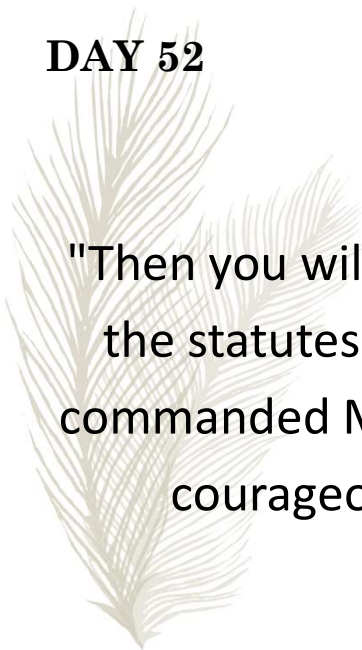 DAY 52
"Then you wil
the statutes
commanded M
courageo